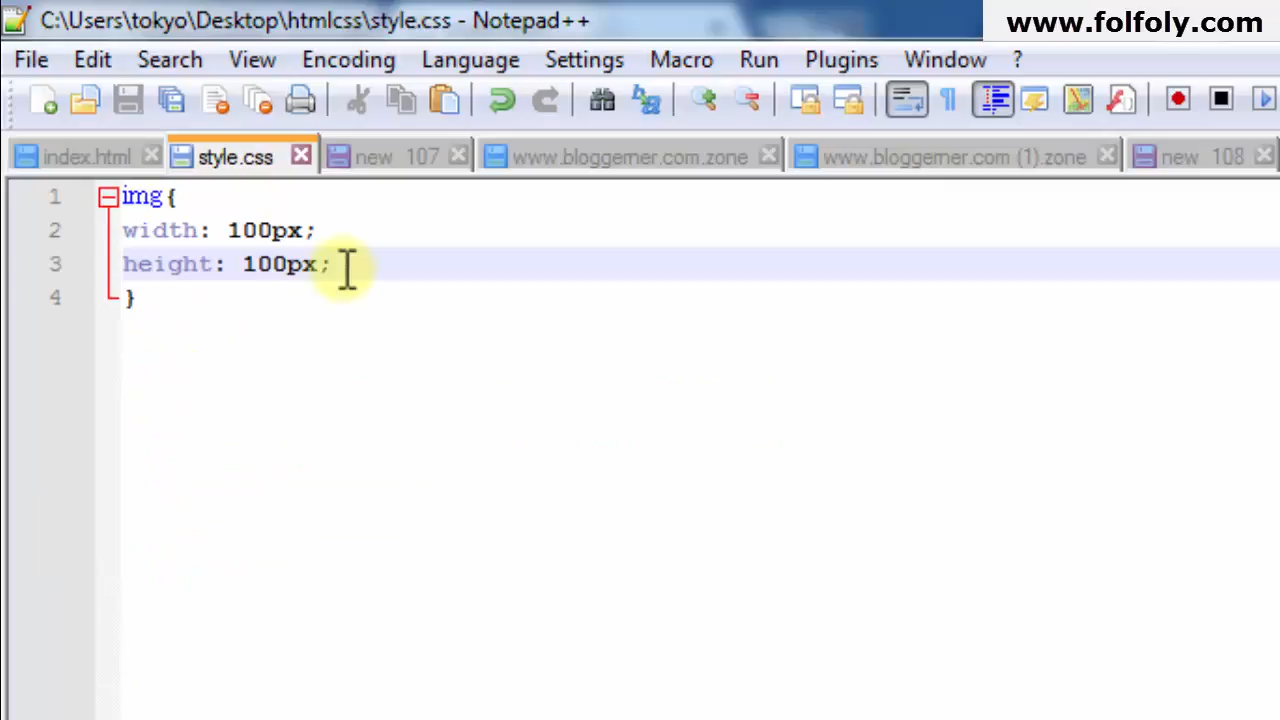 C:\Users\tokyo\Desktop\htmlcss\style.css - Notepad++
www.folfoly.com
File Edit Search View Encoding Language Settings Macro Run Plugins Window ?
index.html style.css new 107 www.bloggerner.com.zone www.bloggerner.com (1).zone new 108
1 img{
2 width: 100px;
3 height: 100px;
4 }